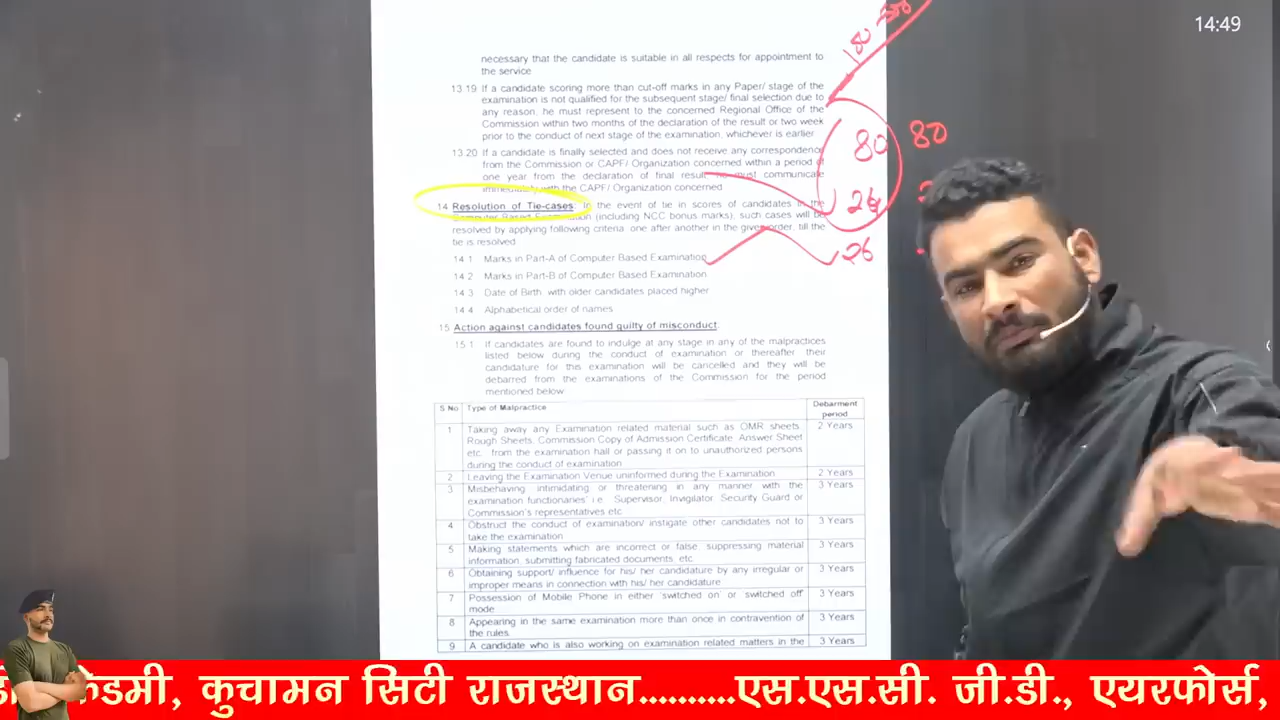 14:49
necessary that the candidate is suitable in all respects for appointment to
the service
13.19 If a candidate scoring more than cut-off marks in any Paper/ stage of the
examination is not qualified for the subsequent stage/ final selection due to
any reason, he must represent to the concerned Regional Office of the
Commission within two months of the declaration of the result or two week
prior to the conduct of next stage of the examination, whichever is earlier
13.20 If a candidate is finally selected and does not receive any correspondence
from the Commission or CAPF/ Organization concerned within a period of
one year from the declaration of final result, he must communicate
immediately with the CAPF/ Organization concerned
14 Resolution of Tie-cases: In the event of tie in scores of candidates in the
Computer Based Examination (including NCC bonus marks), such cases will be
resolved by applying following criteria one after another in the given order, till the
tie is resolved
14.1 Marks in Part-A of Computer Based Examination
14.2 Marks in Part-B of Computer Based Examination
14.3 Date of Birth with older candidates placed higher
14.4 Alphabetical order of names
80
80
26
15 Action against candidates found guilty of misconduct
15.1 If candidates are found to indulge at any stage in any of the malpractices
listed below during the conduct of examination or thereafter their
candidature for this examination will be cancelled and they will be
debarred from the examinations of the Commission for the period
mentioned below
S No Type of Malpractice Debarment period
1 Taking away any Examination related material such as OMR sheets 2 Years
Rough Sheets, Commission Copy of Admission Certificate Answer Sheet
etc. from the examination hall or passing it on to unauthorized persons
during the conduct of examination
2 Leaving the Examination Venue uninformed during the Examination 2 Years
3 Misbehaving intimidating or threatening in any manner with the 3 Years
examination functionaries' i.e. Supervisor Invigilator Security Guard or
Commission's representatives etc
4 Obstruct the conduct of examination/ instigate other candidates not to 3 Years
take the examination
5 Making statements which are incorrect or false, suppressing material 3 Years
information, submitting fabricated documents, etc
6 Obtaining support/ influence for his/ her candidature by any irregular or 3 Years
improper means in connection with his/ her candidature
7 Possession of Mobile Phone in either 'switched on' or switched off 3 Years
mode
8 Appearing in the same examination more than once in contravention of 3 Years
the rules
9 A candidate who is also working on examination related matters in the 3 Years
कुचामन सिटी राजस्थान..........एस.एस.सी. जी.डी., एयरफोर्स,